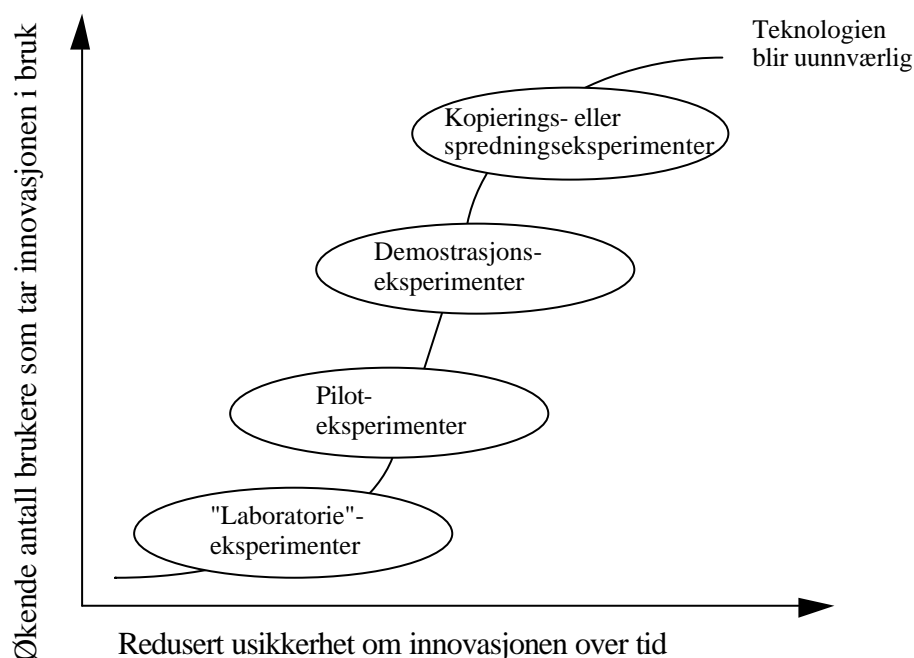 Teknologien
blir uunnværlig
Kopierings- eller
spredningseksperimenter
Demostrasjons-
eksperimenter
Pilot-
eksperimenter
"Laboratorie"-
eksperimenter
Økende antall brukere som tar innovasjonen i bruk
Redusert usikkerhet om innovasjonen over tid